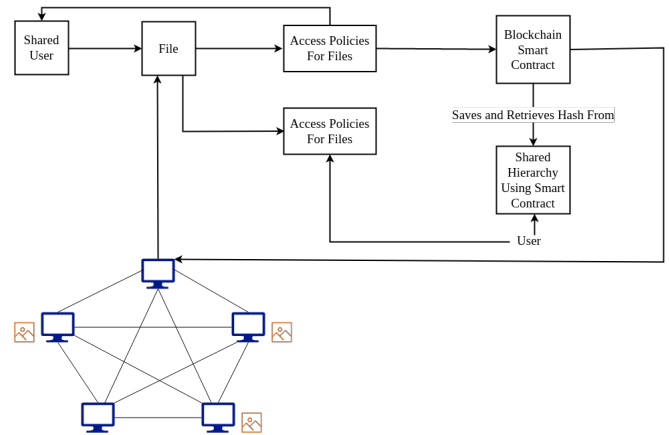 Shared
User
File
Access Policies
For Files
Blockchain
Smart
Contract
Saves and Retrieves Hash From
Access Policies
For Files
Shared
Hierarchy
Using Smart
Contract
User